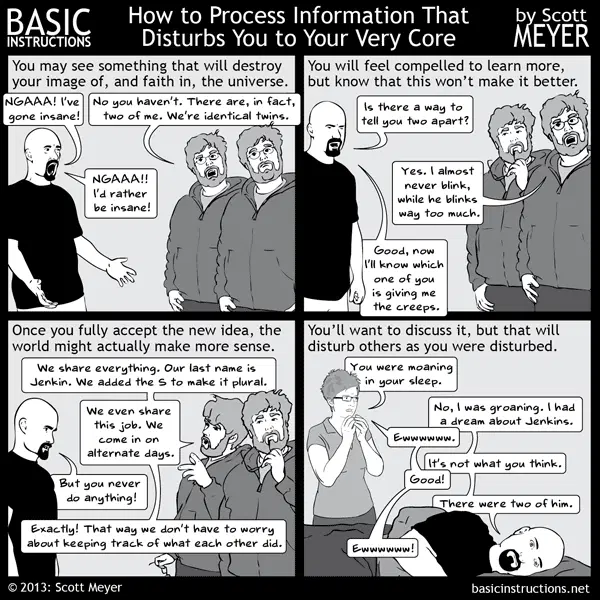 BASIC
INSTRUCTIONS
How to Process Information That
Disturbs You to Your Very Core
by Scott
MEYER
You may see something that will destroy
your image of, and faith in, the universe.
NGAAA! I've
gone insane!
No you haven't. There are, in fact,
two of me. We're identical twins.
NGAAA!!
I'd rather
be insane!
You will feel compelled to learn more,
but know that this won't make it better.
Is there a way to
tell you two apart?
Yes. I almost
never blink,
while he blinks
way too much.
Good, now
I'll know which
one of you
is giving me
the creeps.
Once you fully accept the new idea, the
world might actually make more sense.
We share everything. Our last name is
Jenkin. We added the S to make it plural.
We even share
this job. We
come in on
alternate days.
But you never
do anything!
Exactly! That way we don't have to worry
about keeping track of what each other did.
You'll want to discuss it, but that will
disturb others as you were disturbed.
You were moaning
in your sleep.
No, I was groaning. I had
a dream about Jenkins.
Ewwwwww.
It's not what you think.
Good!
There were two of him.
Ewwwwww!
© 2013: Scott Meyer
basicinstructions.net